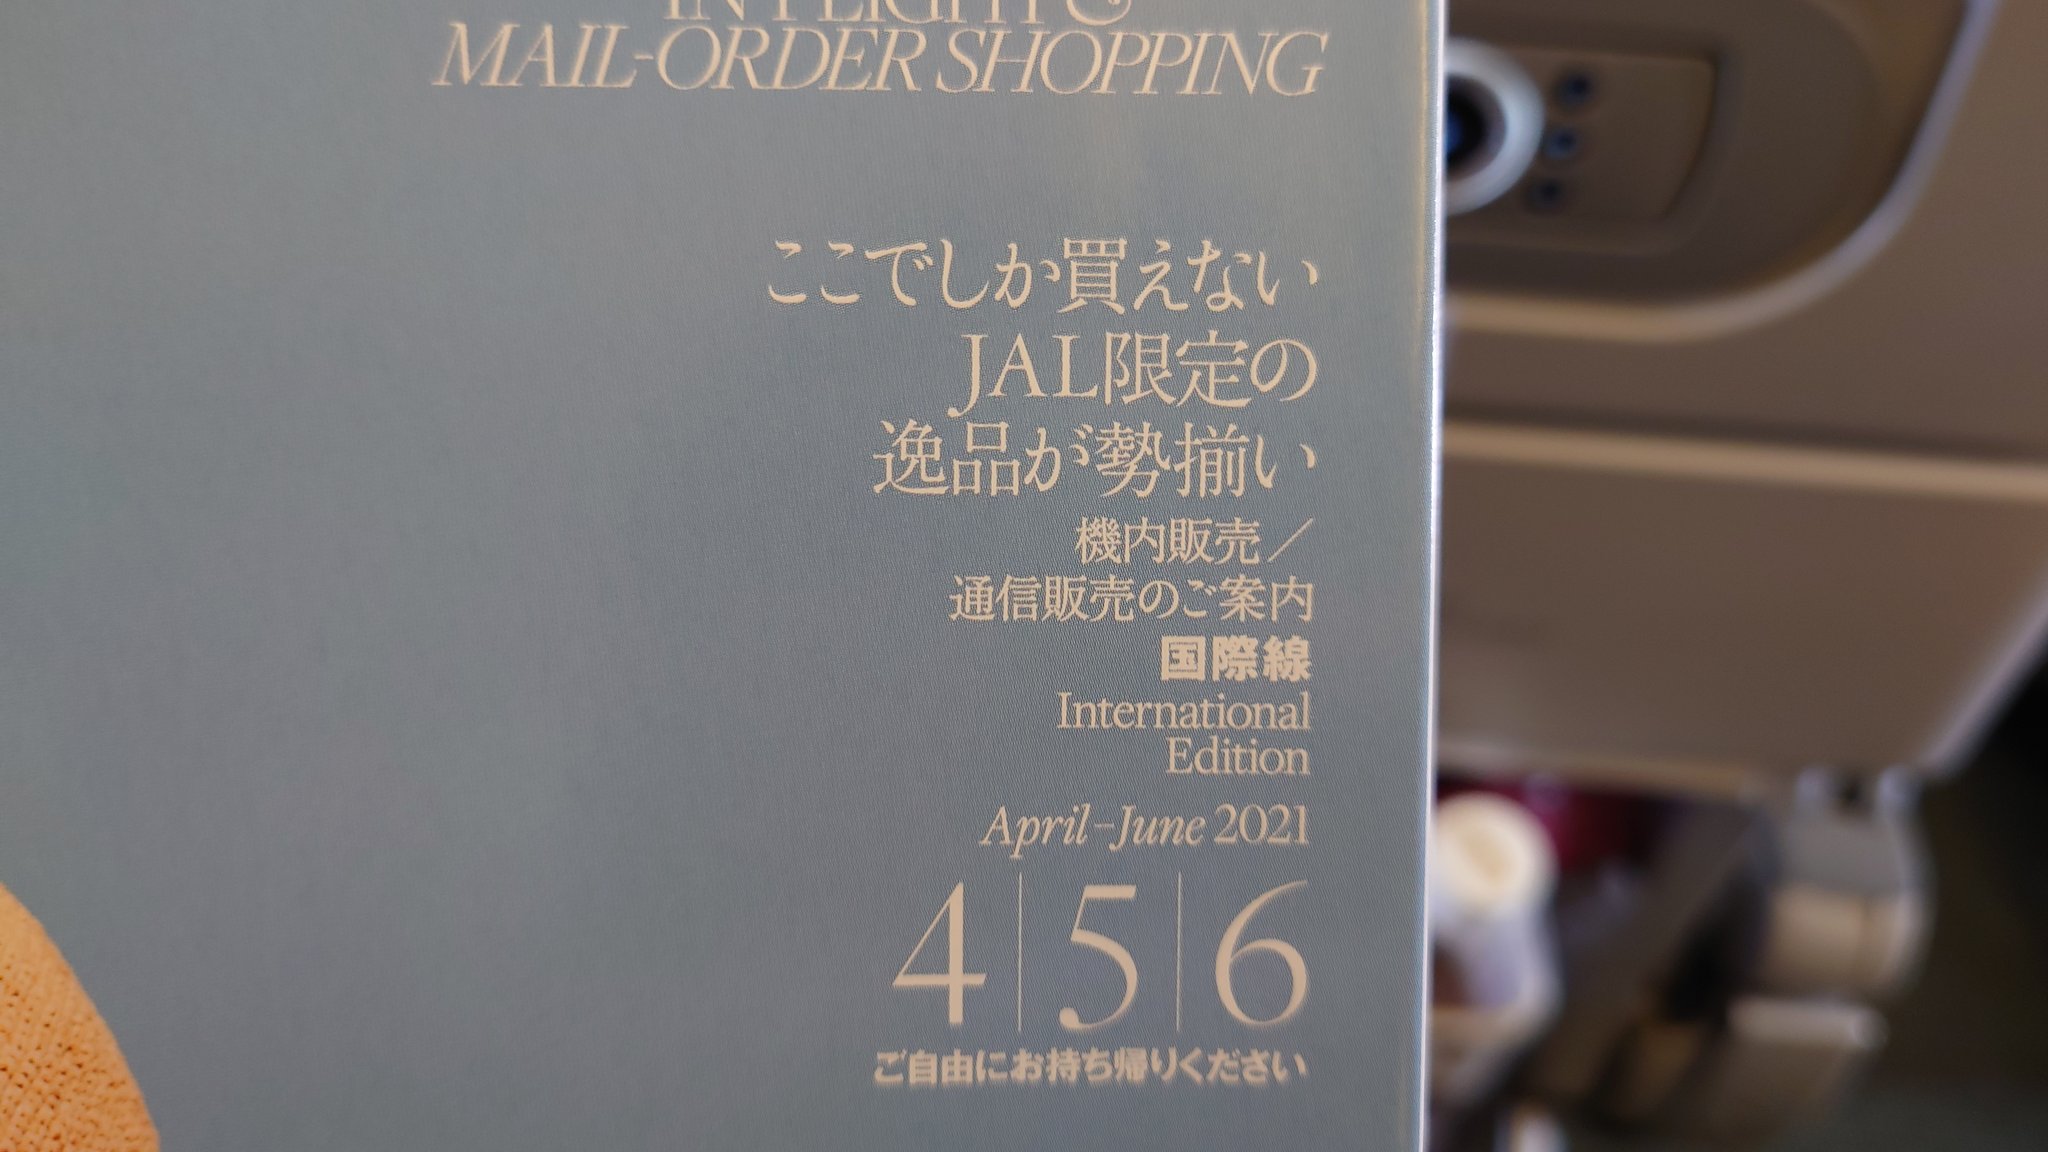 IN FLIGHT &
MAIL-ORDER SHOPPING
ここでしか買えない
JAL限定の
逸品が勢揃い
機内販売／
通信販売のご案内
国際線
International
Edition
April–June 2021
4|5|6
ご自由にお持ち帰りください